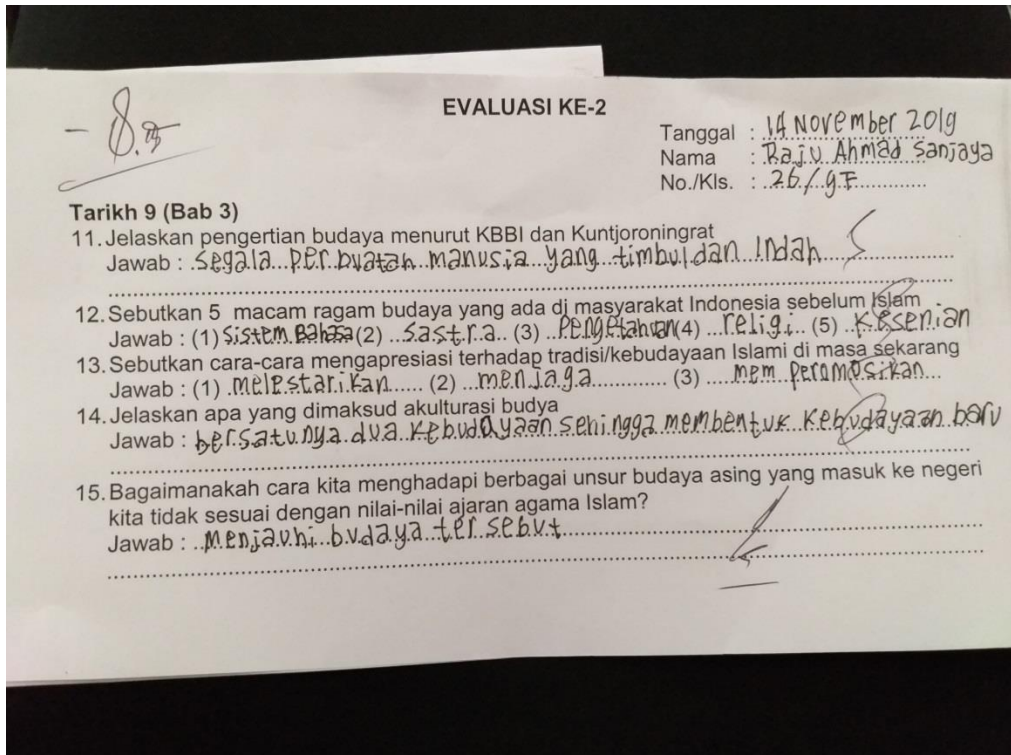 EVALUASI KE-2
Tanggal : 14 November 2019
Nama : Raju Ahmad Sanjaya
No./Kls. : 26/9F
Tarikh 9 (Bab 3)
11. Jelaskan pengertian budaya menurut KBBI dan Kuntjoroningrat
Jawab : segala perbuatan manusia yang timbul dan Indah
12. Sebutkan 5 macam ragam budaya yang ada di masyarakat Indonesia sebelum Islam
Jawab : (1) Sistem Bahasa (2) Sastra (3) Pengetahuan (4) religi (5) Kesenian
13. Sebutkan cara-cara mengapresiasi terhadap tradisi/kebudayaan Islami di masa sekarang
Jawab : (1) melestarikan (2) menjaga (3) mempromosikan
14. Jelaskan apa yang dimaksud akulturasi budya
Jawab : bersatunya dua kebudayaan sehingga membentuk kebudayaan baru
15. Bagaimanakah cara kita menghadapi berbagai unsur budaya asing yang masuk ke negeri
kita tidak sesuai dengan nilai-nilai ajaran agama Islam?
Jawab : Menjauhi budaya tersebut